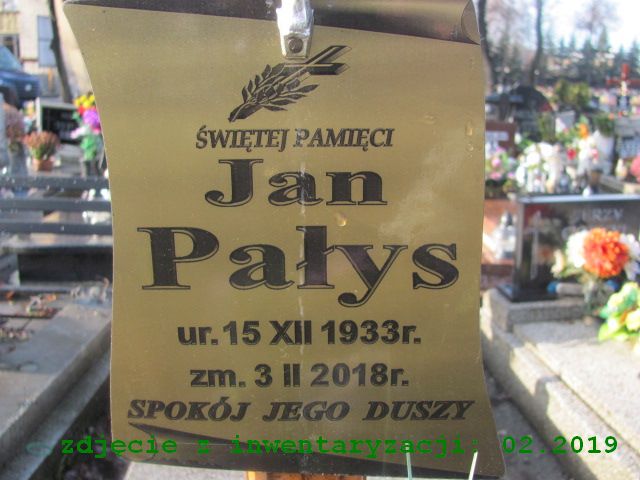 ŚWIĘTEJ PAMIĘCI
Jan
Pałys
ur. 15 XII 1933r.
zm. 3 II 2018r.
SPOKÓJ JEGO DUSZY
zdjęcie z inwentaryzacji: 02.2019